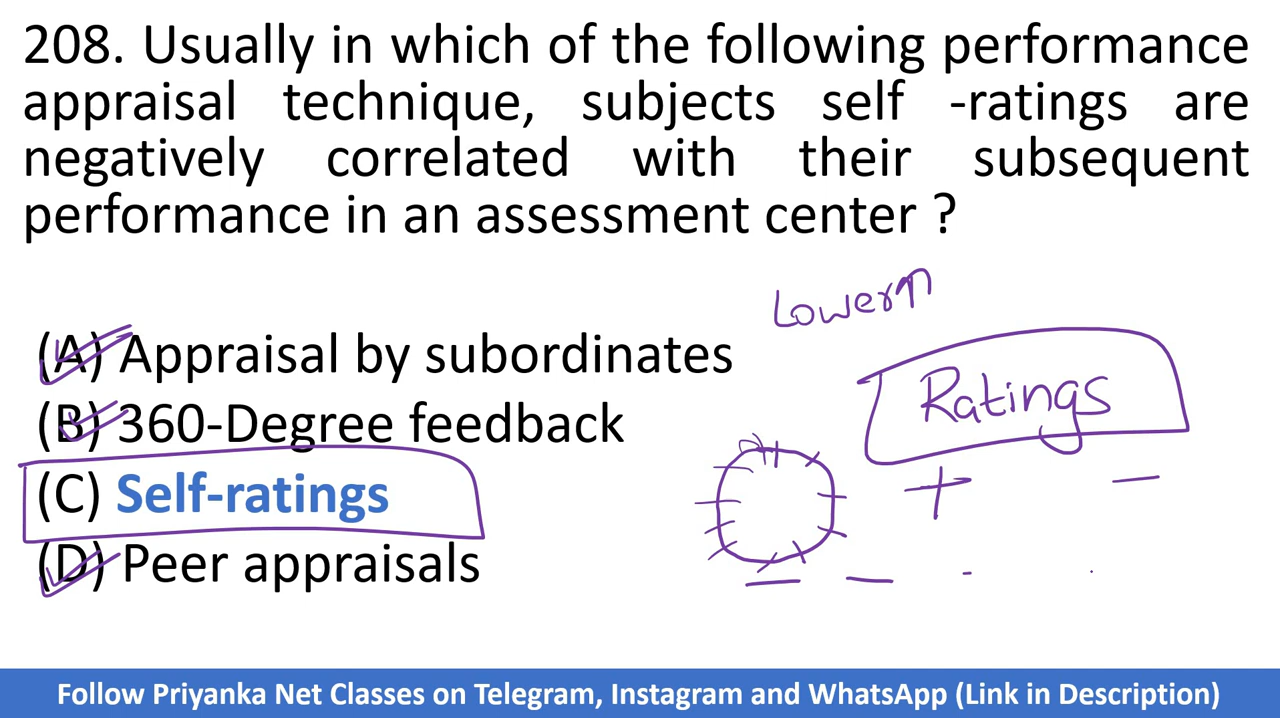 208. Usually in which of the following performance
appraisal technique, subjects self -ratings are
negatively correlated with their subsequent
performance in an assessment center ?
Lower
(A) Appraisal by subordinates
Ratings
(B) 360-Degree feedback
(C) Self-ratings
+ –
(D) Peer appraisals
Follow Priyanka Net Classes on Telegram, Instagram and WhatsApp (Link in Description)